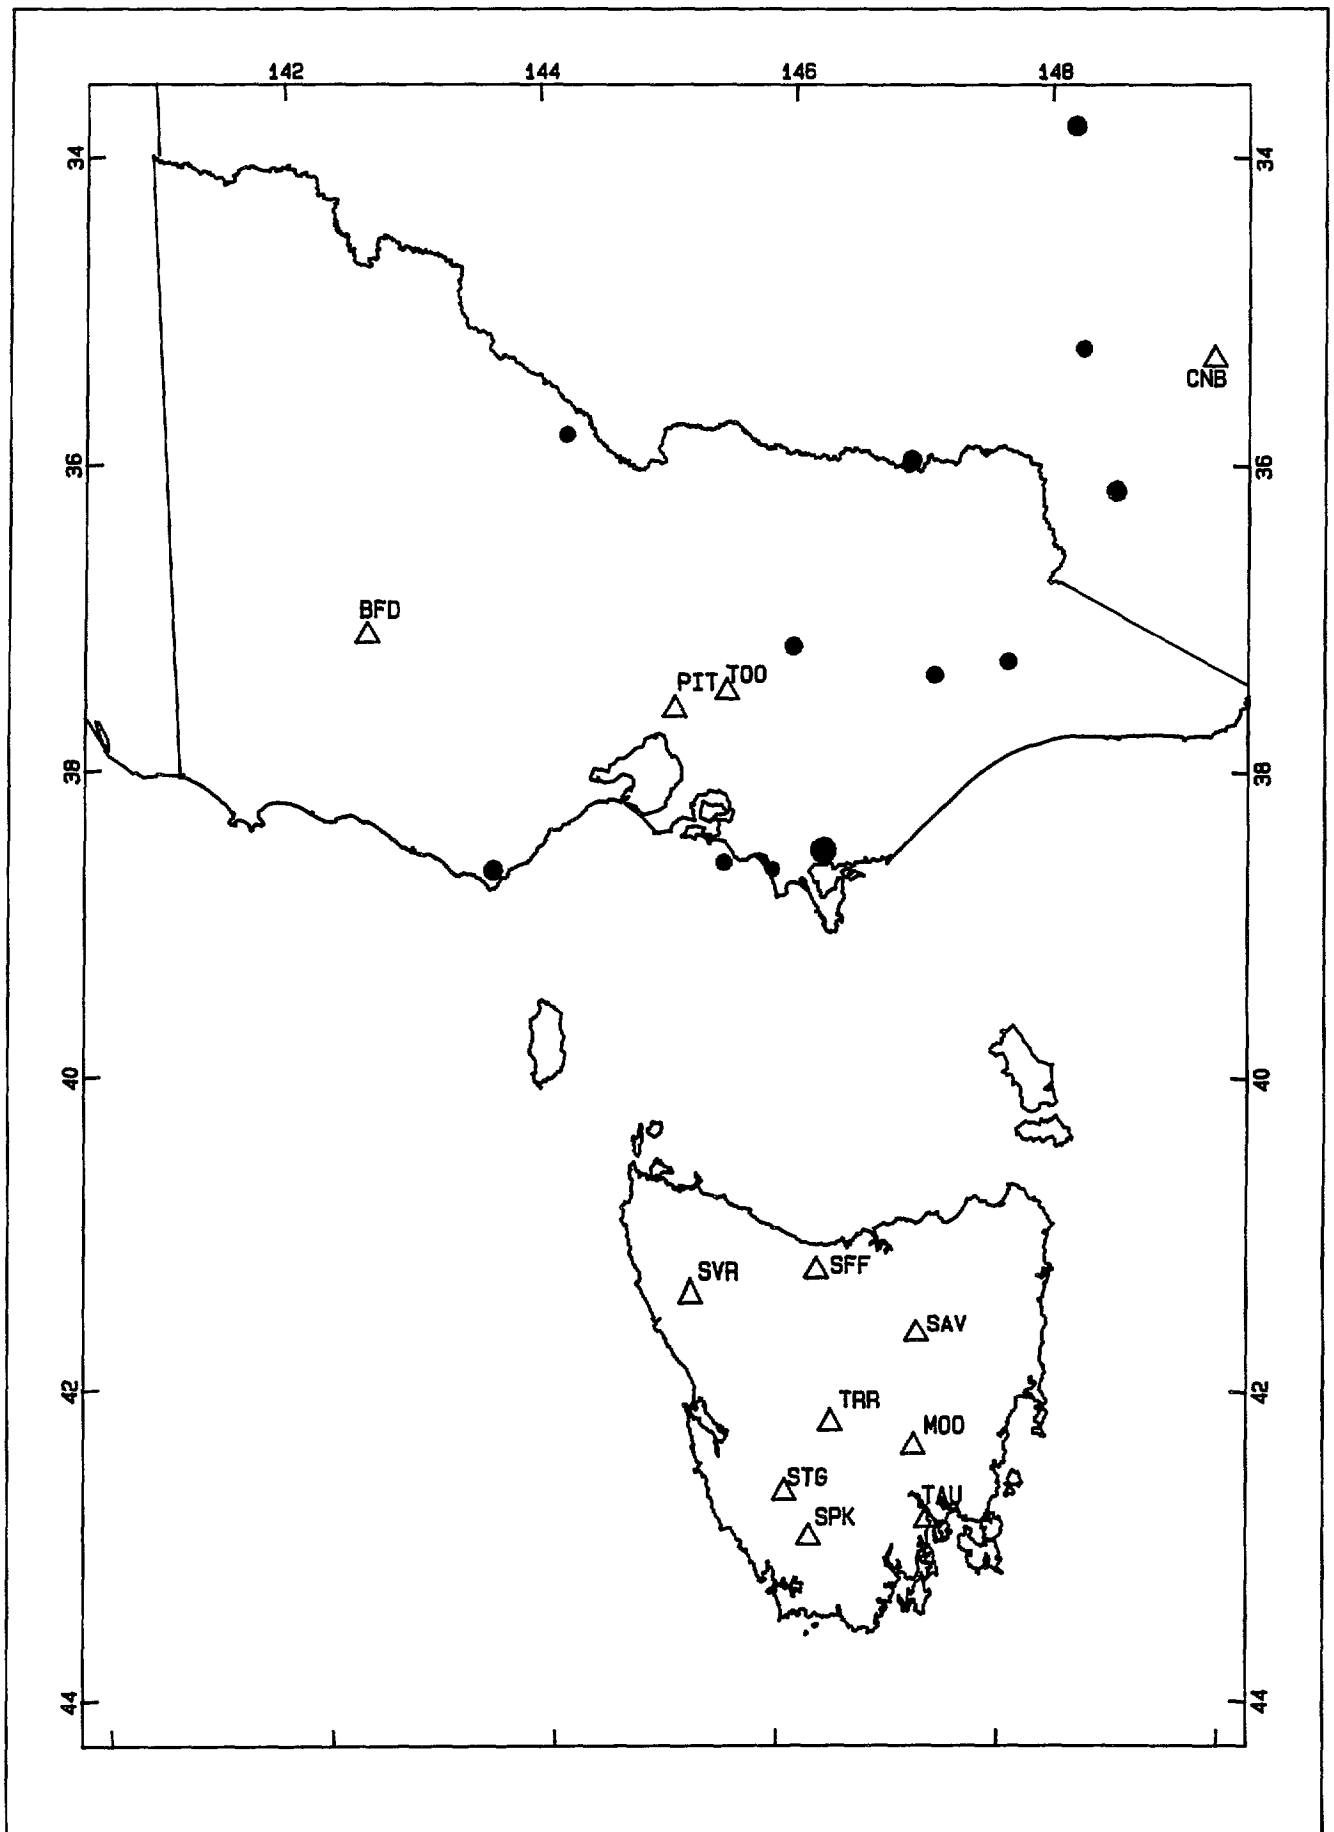 142 144 146 148
34 34
CNB
36 36
BFD
PIT TOO
38 38
40 40
SVR SFF
SAV
TRR
42 42
MOO
STG TAU
SPK
44 44